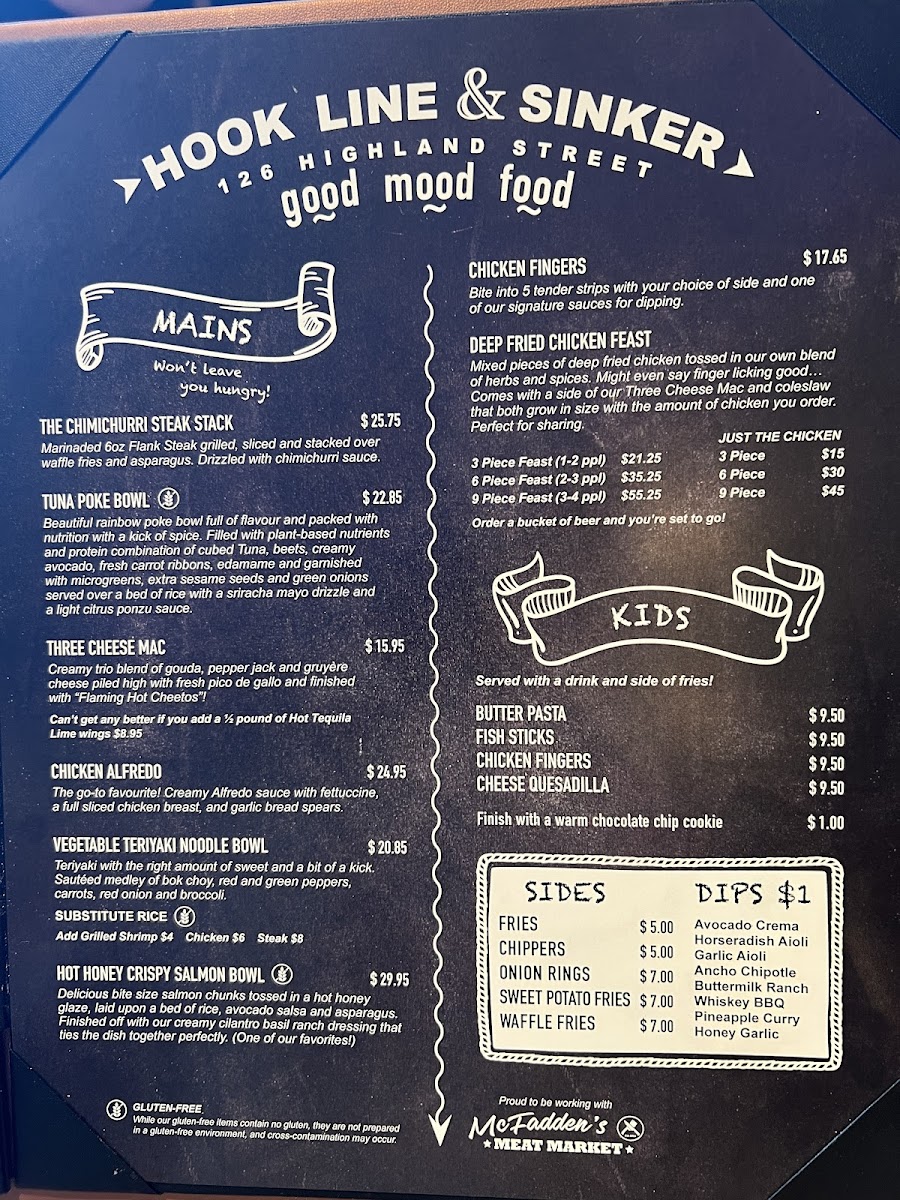 HOOK LINE & SINKER
126 HIGHLAND STREET
good mood food
MAINS
Won't leave
you hungry!
THE CHIMICHURRI STEAK STACK $25.75
Marinaded 6oz Flank Steak grilled, sliced and stacked over
waffle fries and asparagus. Drizzled with chimichurri sauce.
TUNA POKE BOWL $22.85
Beautiful rainbow poke bowl full of flavour and packed with
nutrition with a kick of spice. Filled with plant-based nutrients
and protein combination of cubed Tuna, beets, creamy
avocado, fresh carrot ribbons, edamame and garnished
with microgreens, extra sesame seeds and green onions
served over a bed of rice with a sriracha mayo drizzle and
a light citrus ponzu sauce.
THREE CHEESE MAC $15.95
Creamy trio blend of gouda, pepper jack and gruyère
cheese piled high with fresh pico de gallo and finished
with "Flaming Hot Cheetos"!
Can't get any better if you add a ½ pound of Hot Tequila
Lime wings $8.95
CHICKEN ALFREDO $24.95
The go-to favourite! Creamy Alfredo sauce with fettuccine,
a full sliced chicken breast, and garlic bread spears.
VEGETABLE TERIYAKI NOODLE BOWL $20.85
Teriyaki with the right amount of sweet and a bit of a kick.
Sautéed medley of bok choy, red and green peppers,
carrots, red onion and broccoli.
SUBSTITUTE RICE
Add Grilled Shrimp $4 Chicken $6 Steak $8
HOT HONEY CRISPY SALMON BOWL $29.95
Delicious bite size salmon chunks tossed in a hot honey
glaze, laid upon a bed of rice, avocado salsa and asparagus.
Finished off with our creamy cilantro basil ranch dressing that
ties the dish together perfectly. (One of our favorites!)
GLUTEN-FREE
While our gluten-free items contain no gluten, they are not prepared
in a gluten-free environment, and cross-contamination may occur.
CHICKEN FINGERS $17.65
Bite into 5 tender strips with your choice of side and one
of our signature sauces for dipping.
DEEP FRIED CHICKEN FEAST
Mixed pieces of deep fried chicken tossed in our own blend
of herbs and spices. Might even say finger licking good...
Comes with a side of our Three Cheese Mac and coleslaw
that both grow in size with the amount of chicken you order.
Perfect for sharing.
JUST THE CHICKEN
3 Piece Feast (1-2 ppl) $21.25 3 Piece $15
6 Piece Feast (2-3 ppl) $35.25 6 Piece $30
9 Piece Feast (3-4 ppl) $55.25 9 Piece $45
Order a bucket of beer and you're set to go!
KIDS
Served with a drink and side of fries!
BUTTER PASTA $9.50
FISH STICKS $9.50
CHICKEN FINGERS $9.50
CHEESE QUESADILLA $9.50
Finish with a warm chocolate chip cookie $1.00
SIDES
FRIES $5.00
CHIPPERS $5.00
ONION RINGS $7.00
SWEET POTATO FRIES $7.00
WAFFLE FRIES $7.00
DIPS $1
Avocado Crema
Horseradish Aioli
Garlic Aioli
Ancho Chipotle
Buttermilk Ranch
Whiskey BBQ
Pineapple Curry
Honey Garlic
Proud to be working with
McFadden's
MEAT MARKET